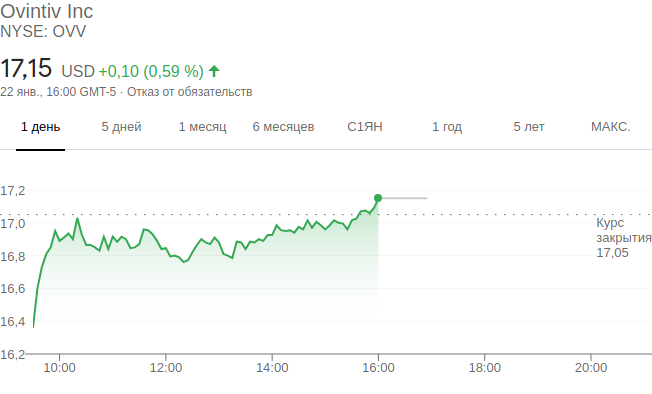 Ovintiv Inc
NYSE: OVV
17,15 USD +0,10 (0,59 %)
22 янв., 16:00 GMT-5 · Отказ от обязательств
1 день 5 дней 1 месяц 6 месяцев С1ЯН 1 год 5 лет МАКС.
17,2
17,0
Курс
закрытия
17,05
16,8
16,6
16,4
16,2
10:00 12:00 14:00 16:00 18:00 20:00